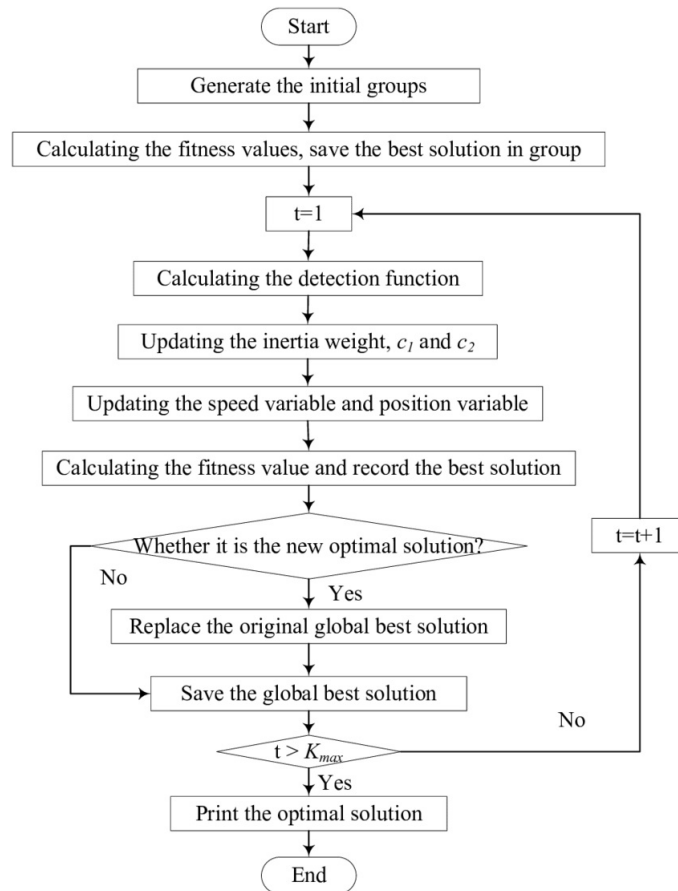 Start
Generate the initial groups
Calculating the fitness values, save the best solution in group
t=1
Calculating the detection function
Updating the inertia weight, c1 and c2
Updating the speed variable and position variable
Calculating the fitness value and record the best solution
Whether it is the new optimal solution?
t=t+1
No
Yes
Replace the original global best solution
Save the global best solution
No
t > Kmax
Yes
Print the optimal solution
End